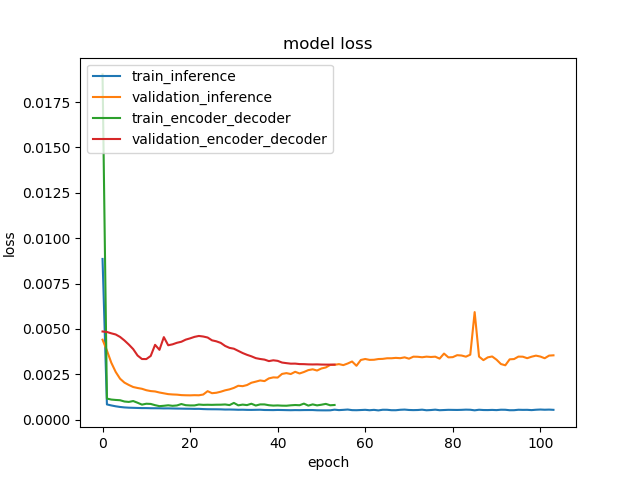 model loss
train_inference
validation_inference
train_encoder_decoder
validation_encoder_decoder
loss
0.0175
0.0150
0.0125
0.0100
0.0075
0.0050
0.0025
0.0000
0 20 40 60 80 100
epoch